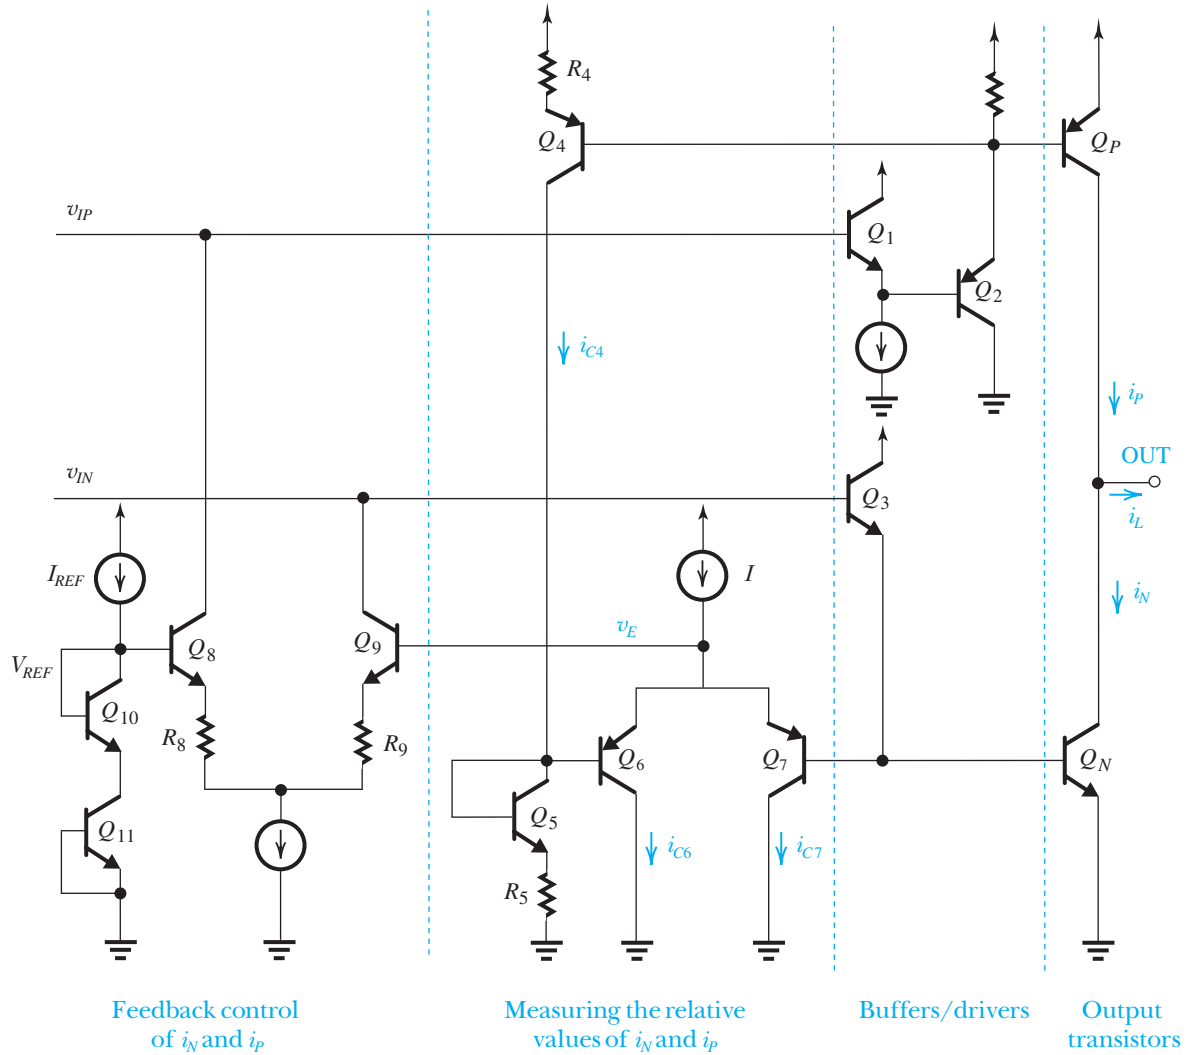 R4
Q4
QP
vIP
Q1
Q2
iC4
iP
vIN
OUT
Q3
iL
IREF
I
iN
vE
Q8
Q9
VREF
Q10
R8
R9
Q6
Q7
QN
Q11
Q5
iC6
iC7
R5
Feedback control
of iN and iP
Measuring the relative
values of iN and iP
Buffers/drivers
Output
transistors